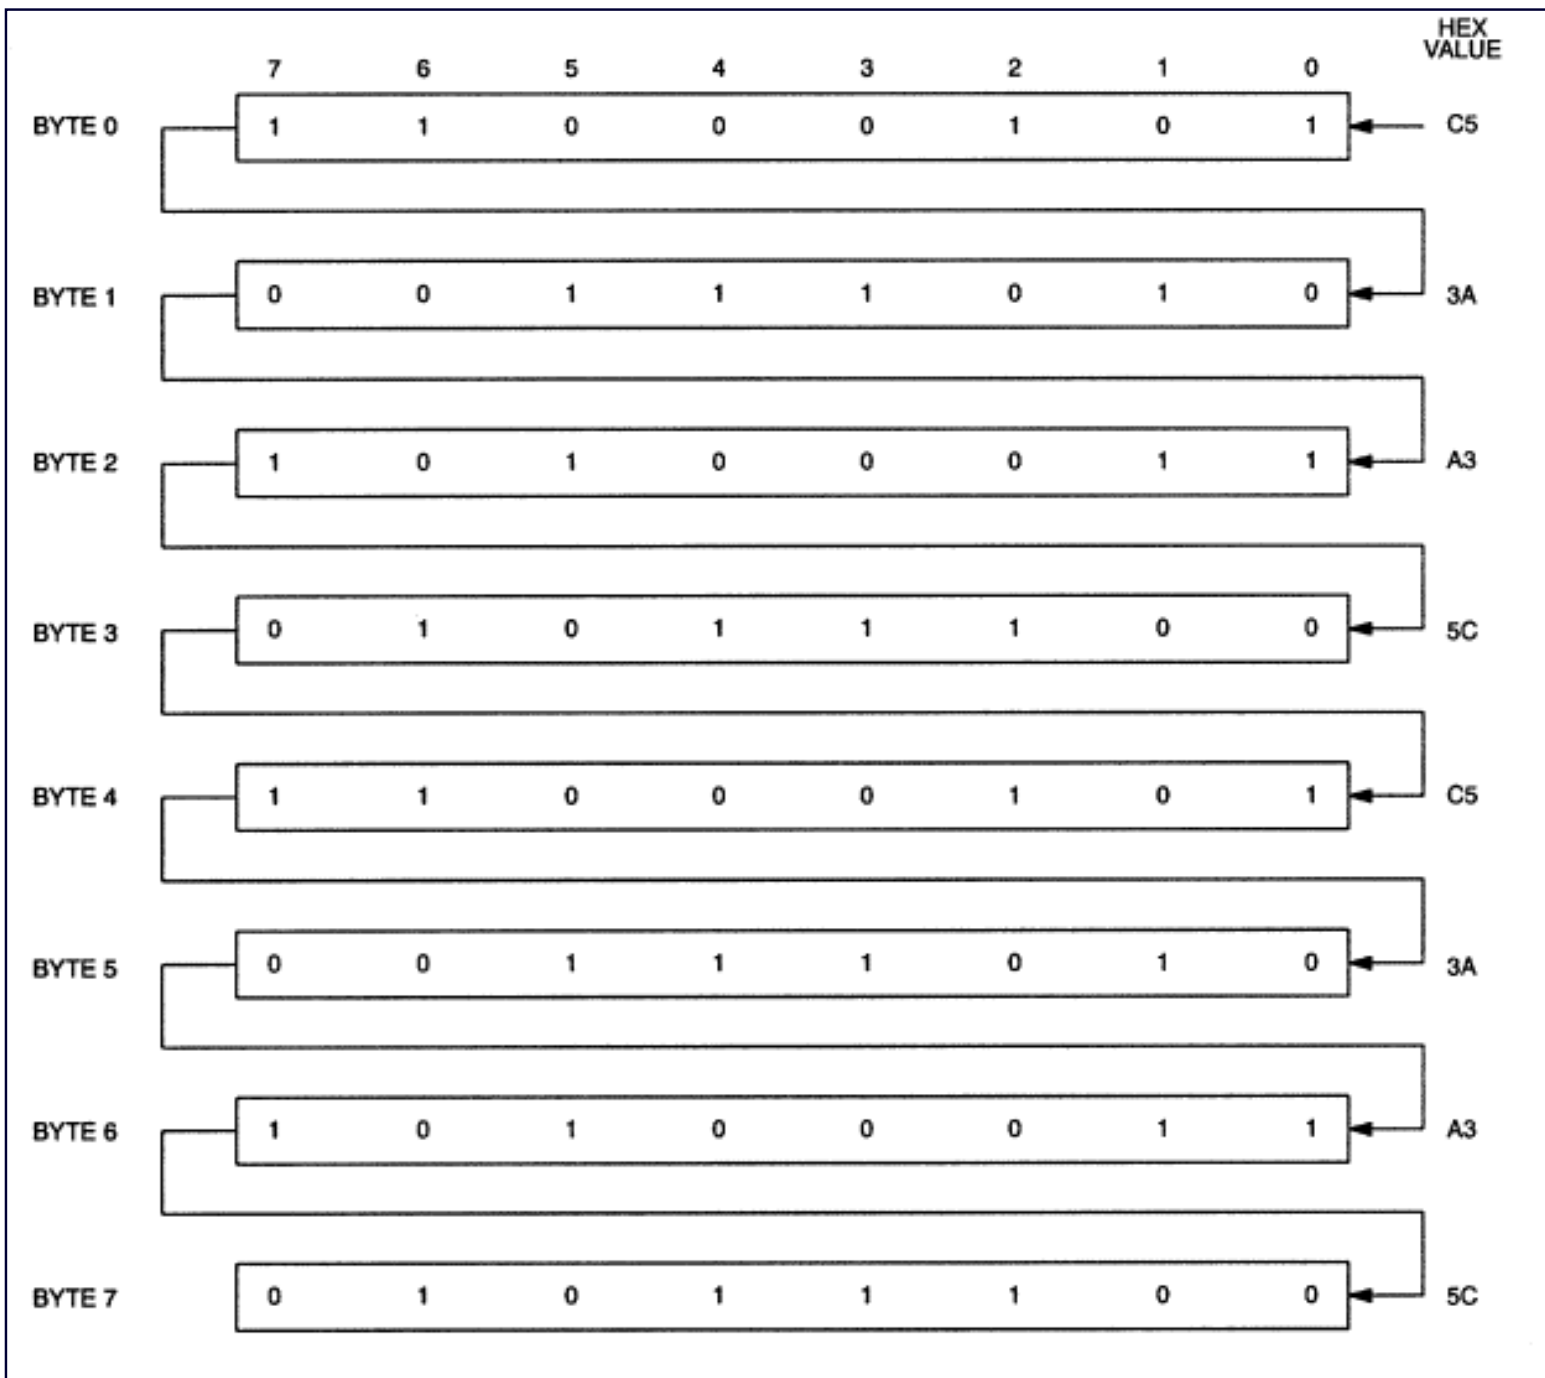 HEX
VALUE
7 6 5 4 3 2 1 0
BYTE 0 1 1 0 0 0 1 0 1 C5
BYTE 1 0 0 1 1 1 0 1 0 3A
BYTE 2 1 0 1 0 0 0 1 1 A3
BYTE 3 0 1 0 1 1 1 0 0 5C
BYTE 4 1 1 0 0 0 1 0 1 C5
BYTE 5 0 0 1 1 1 0 1 0 3A
BYTE 6 1 0 1 0 0 0 1 1 A3
BYTE 7 0 1 0 1 1 1 0 0 5C